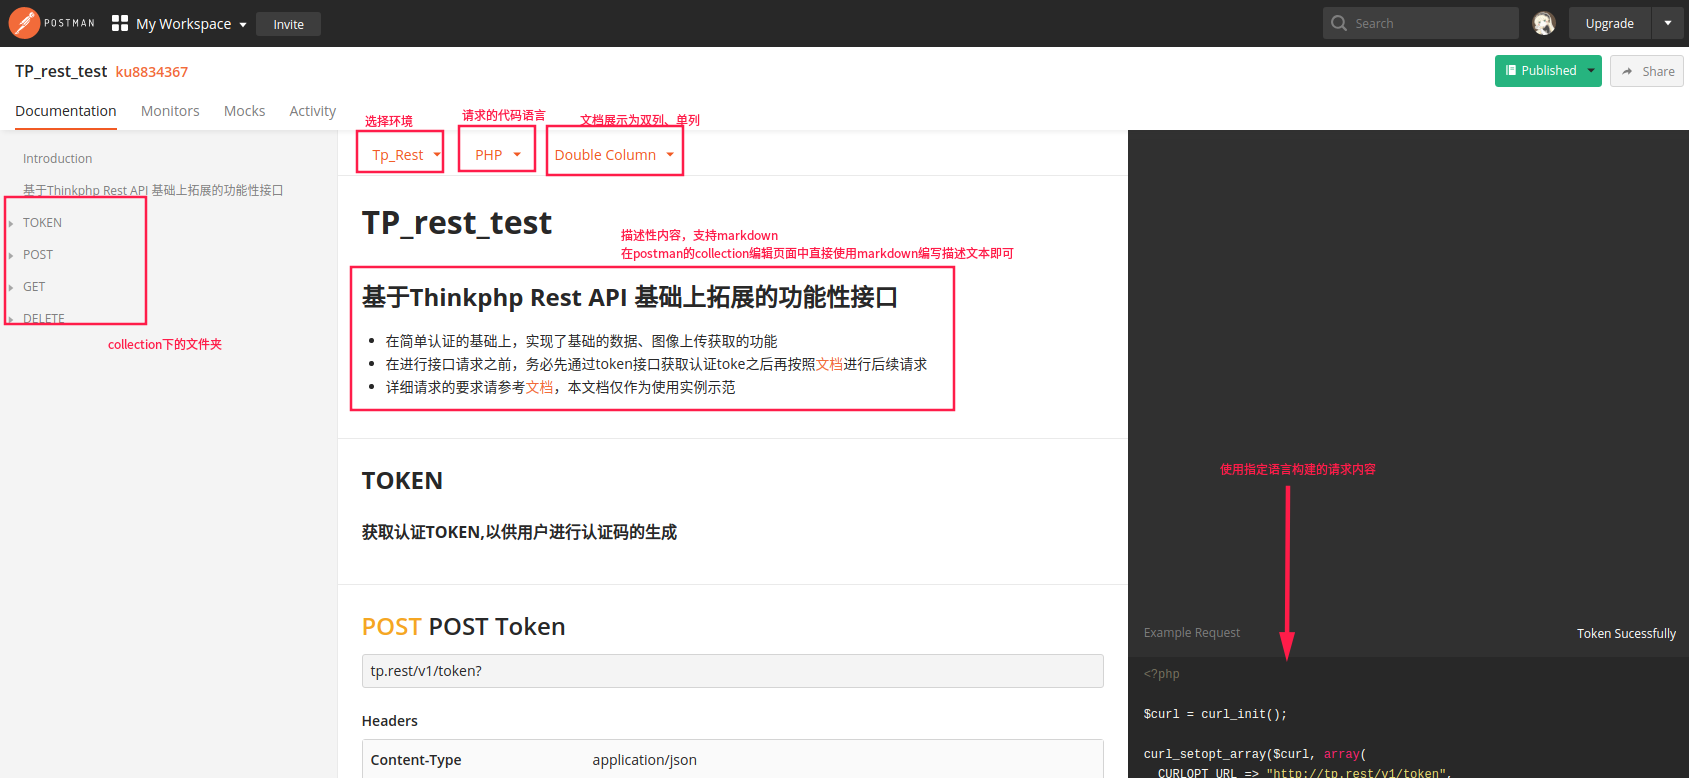 POSTMAN
My Workspace
Invite
Search
Upgrade
TP_rest_test ku8834367
Published
Share
Documentation
Monitors
Mocks
Activity
选择环境
请求的代码语言
文档展示为双列、单列
Tp_Rest
PHP
Double Column
Introduction
基于Thinkphp Rest API 基础上拓展的功能性接口
TOKEN
POST
GET
DELETE
collection下的文件夹
TP_rest_test
描述性内容，支持markdown
在postman的collection编辑页面中直接使用markdown编写描述文本即可
基于Thinkphp Rest API 基础上拓展的功能性接口
在简单认证的基础上，实现了基础的数据、图像上传获取的功能
在进行接口请求之前，务必先通过token接口获取认证toke之后再按照文档进行后续请求
详细请求的要求请参考文档，本文档仅作为使用实例示范
TOKEN
获取认证TOKEN,以供用户进行认证码的生成
POST POST Token
tp.rest/v1/token?
Headers
Content-Type application/json
使用指定语言构建的请求内容
Example Request
Token Sucessfully
<?php
$curl = curl_init();
curl_setopt_array($curl, array(
CURLOPT_URL => "http://tp.rest/v1/token",